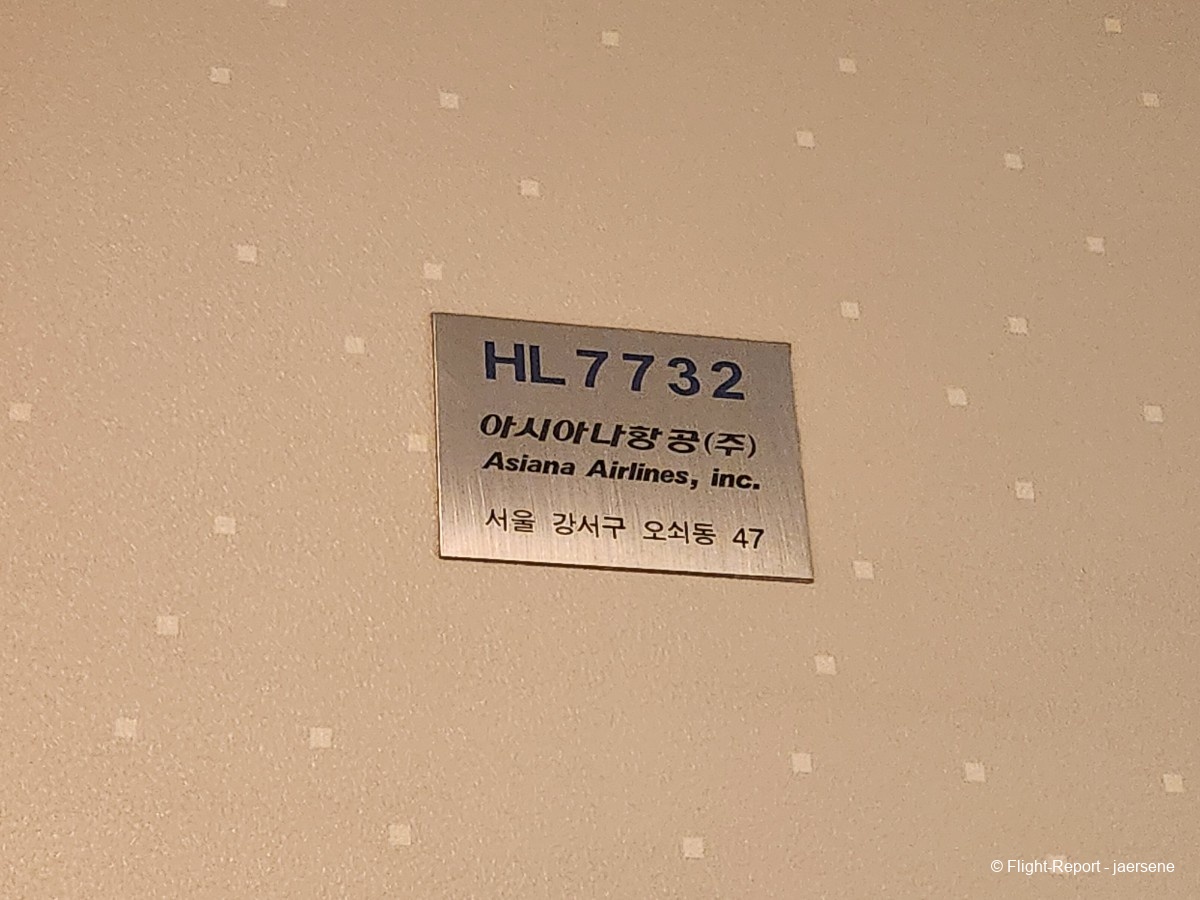 HL7732
아시아나항공(주)
Asiana Airlines, inc.
서울 강서구 오쇠동 47
© Flight-Report - jaersene